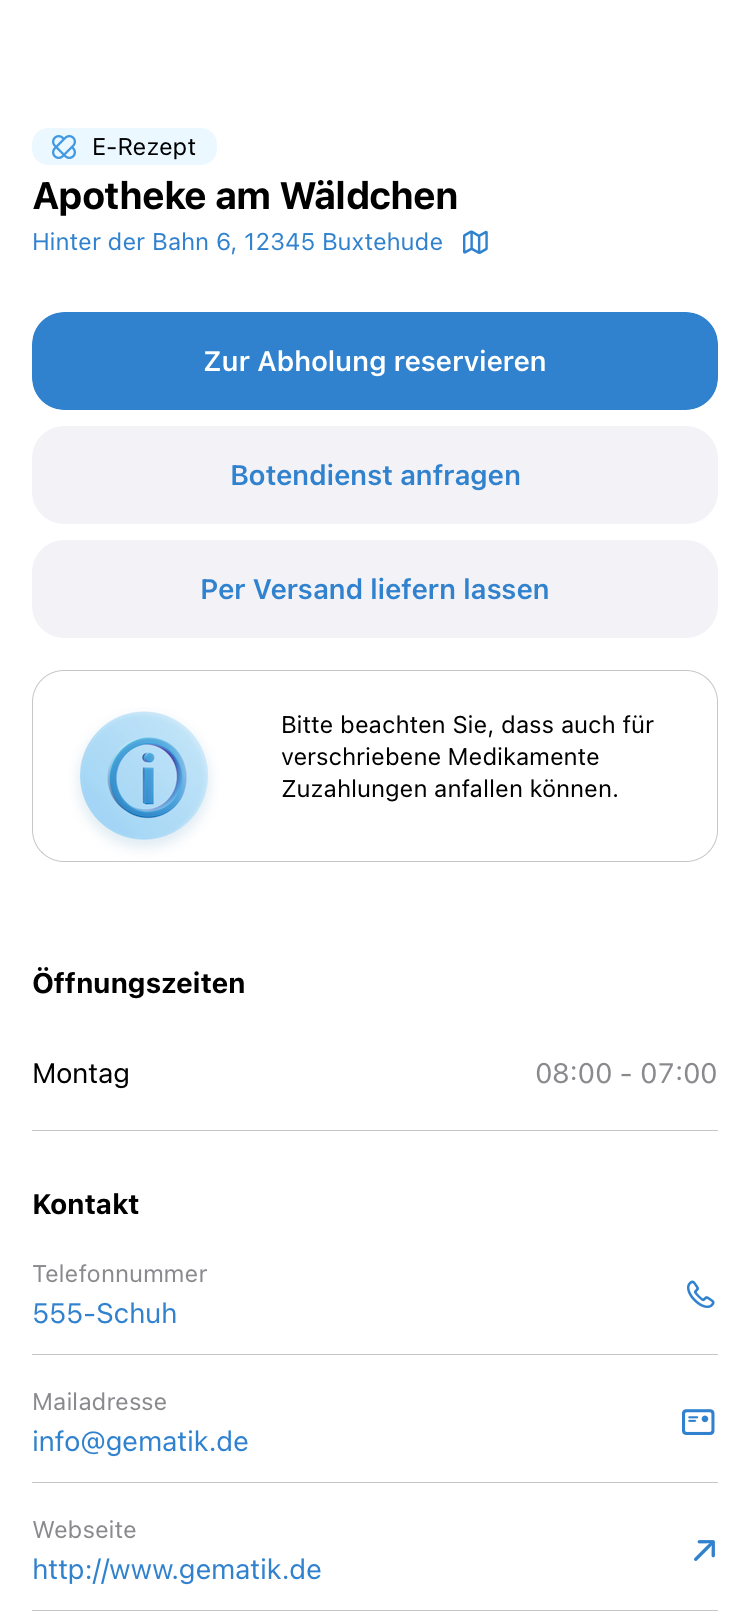 E-Rezept
Apotheke am Wäldchen
Hinter der Bahn 6, 12345 Buxtehude
Zur Abholung reservieren
Botendienst anfragen
Per Versand liefern lassen
Bitte beachten Sie, dass auch für
verschriebene Medikamente
Zuzahlungen anfallen können.
Öffnungszeiten
Montag 08:00 - 07:00
Kontakt
Telefonnummer
555-Schuh
Mailadresse
info@gematik.de
Webseite
http://www.gematik.de